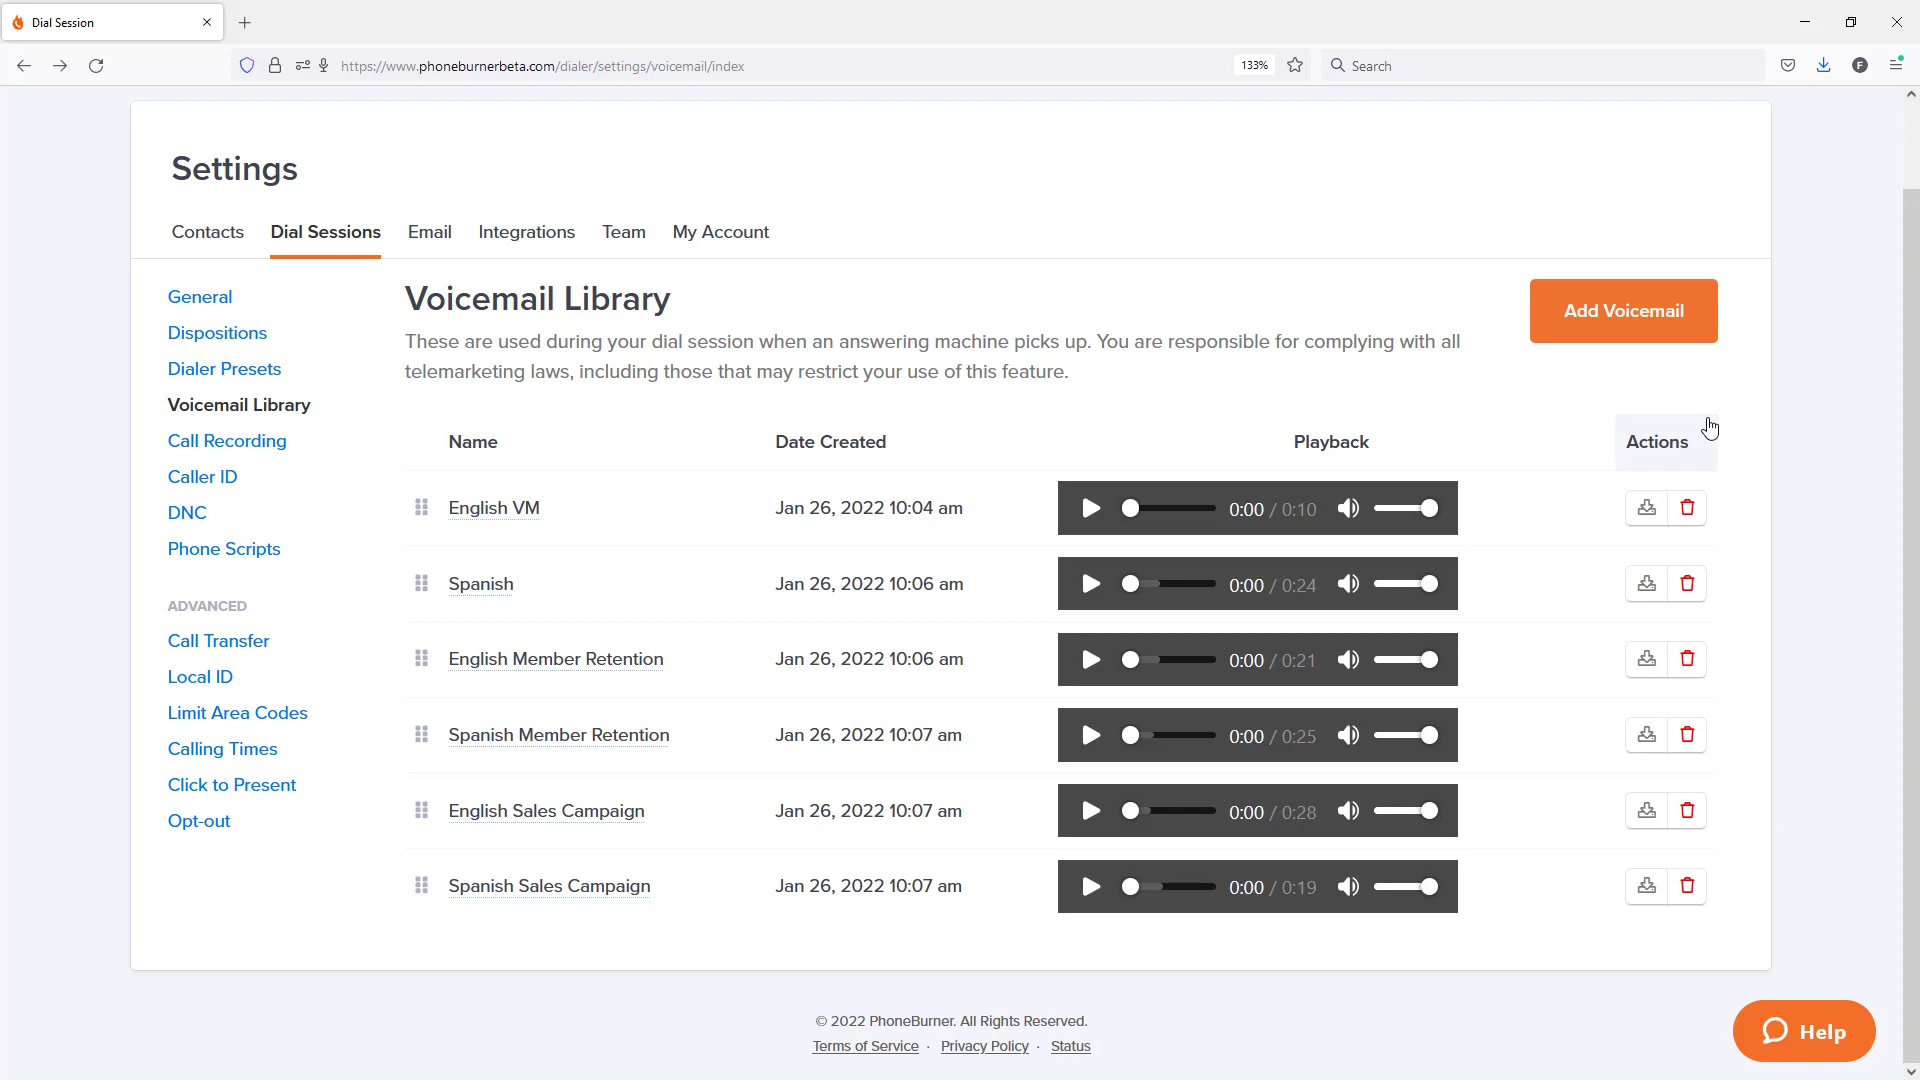 Dial Session
https://www.phoneburnerbeta.com/dialer/settings/voicemail/index
133%
Search
F
Settings
Contacts Dial Sessions Email Integrations Team My Account
General
Dispositions
Dialer Presets
Voicemail Library
Call Recording
Caller ID
DNC
Phone Scripts
ADVANCED
Call Transfer
Local ID
Limit Area Codes
Calling Times
Click to Present
Opt-out
Voicemail Library
Add Voicemail
These are used during your dial session when an answering machine picks up. You are responsible for complying with all
telemarketing laws, including those that may restrict your use of this feature.
Name Date Created Playback Actions
English VM Jan 26, 2022 10:04 am 0:00 / 0:10
Spanish Jan 26, 2022 10:06 am 0:00 / 0:24
English Member Retention Jan 26, 2022 10:06 am 0:00 / 0:21
Spanish Member Retention Jan 26, 2022 10:07 am 0:00 / 0:25
English Sales Campaign Jan 26, 2022 10:07 am 0:00 / 0:28
Spanish Sales Campaign Jan 26, 2022 10:07 am 0:00 / 0:19
© 2022 PhoneBurner. All Rights Reserved.
Terms of Service · Privacy Policy · Status
Help